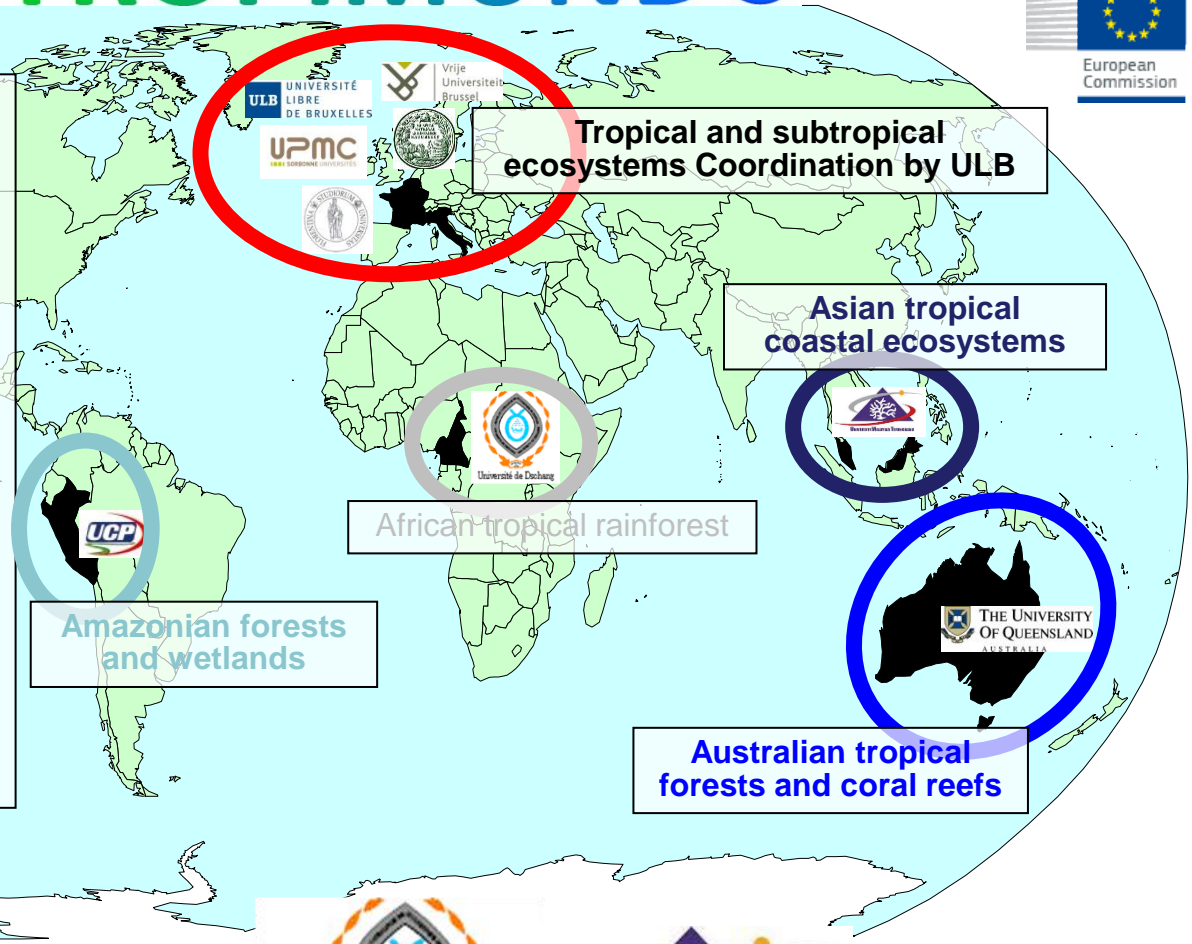 TROPIMUNDO
European
Commission
ULB UNIVERSITÉ
LIBRE
DE BRUXELLES
Vrije
Universiteit
Brussel
UPMC
SORBONNE UNIVERSITÉS
Tropical and subtropical
ecosystems Coordination by ULB
Asian tropical
coastal ecosystems
Université de Dschang
African tropical rainforest
UCP
Amazonian forests
and wetlands
THE UNIVERSITY
OF QUEENSLAND
AUSTRALIA
Australian tropical
forests and coral reefs